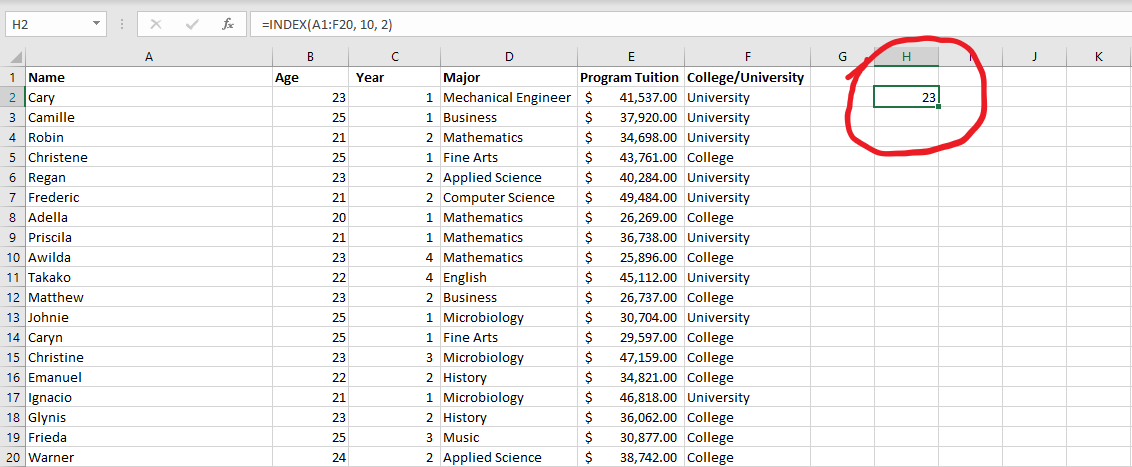 H2 fx =INDEX(A1:F20, 10, 2)
A B C D E F G H I J K
1 Name Age Year Major Program Tuition College/University
2 Cary 23 1 Mechanical Engineer $ 41,537.00 University 23
3 Camille 25 1 Business $ 37,920.00 University
4 Robin 21 2 Mathematics $ 34,698.00 University
5 Christene 25 1 Fine Arts $ 43,761.00 College
6 Regan 23 2 Applied Science $ 40,284.00 University
7 Frederic 21 2 Computer Science $ 49,484.00 University
8 Adella 20 1 Mathematics $ 26,269.00 College
9 Priscila 21 1 Mathematics $ 36,738.00 University
10 Awilda 23 4 Mathematics $ 25,896.00 College
11 Takako 22 4 English $ 45,112.00 University
12 Matthew 23 2 Business $ 26,737.00 College
13 Johnie 25 1 Microbiology $ 30,704.00 University
14 Caryn 25 1 Fine Arts $ 29,597.00 College
15 Christine 23 3 Microbiology $ 47,159.00 College
16 Emanuel 22 2 History $ 34,821.00 College
17 Ignacio 21 1 Microbiology $ 46,818.00 University
18 Glynis 23 2 History $ 36,062.00 College
19 Frieda 25 3 Music $ 30,877.00 College
20 Warner 24 2 Applied Science $ 38,742.00 College